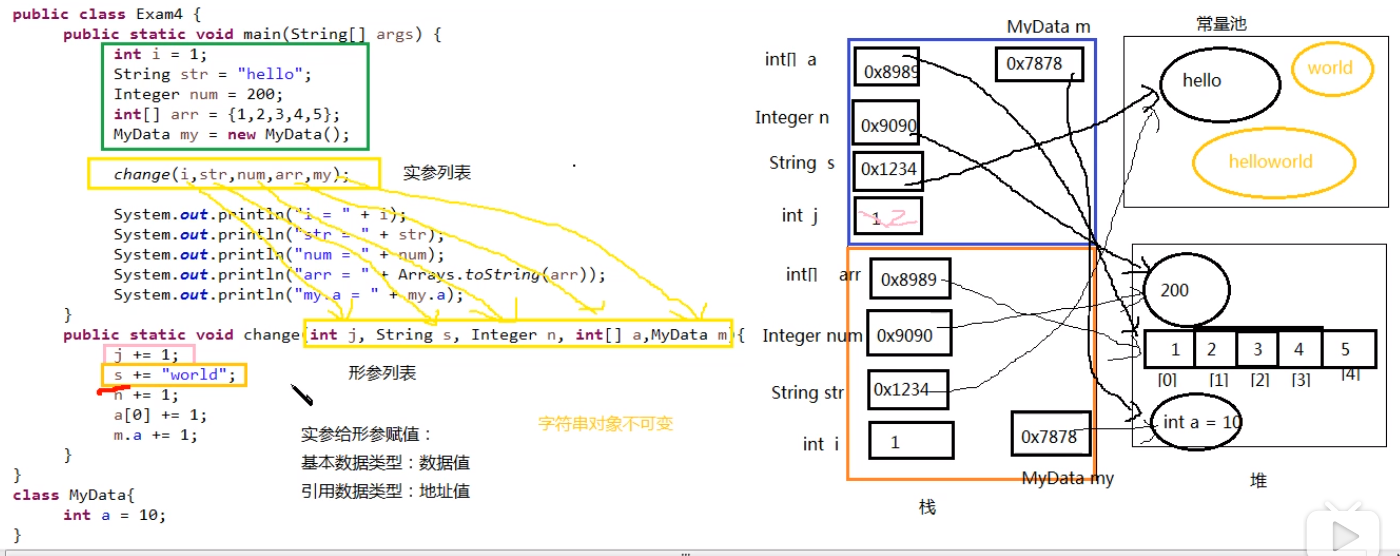 public class Exam4 {
public static void main(String[] args) {
int i = 1;
String str = "hello";
Integer num = 200;
int[] arr = {1,2,3,4,5};
MyData my = new MyData();
change(i,str,num,arr,my);
实参列表
System.out.println("i = " + i);
System.out.println("str = " + str);
System.out.println("num = " + num);
System.out.println("arr = " + Arrays.toString(arr));
System.out.println("my.a = " + my.a);
}
public static void change(int j, String s, Integer n, int[] a,MyData m){
j += 1;
s += "world";
n += 1;
a[0] += 1;
m.a += 1;
}
}
class MyData{
int a = 10;
}
形参列表
实参给形参赋值：
基本数据类型：数据值
引用数据类型：地址值
字符串对象不可变
MyData m
int[] a
0x8989
0x7878
Integer n
0x9090
String s
0x1234
int j
1 2
int[] arr
0x8989
Integer num
0x9090
String str
0x1234
int i
1
0x7878
MyData my
栈
常量池
hello
world
helloworld
200
1 2 3 4 5
[0] [1] [2] [3] [4]
int a = 10
堆